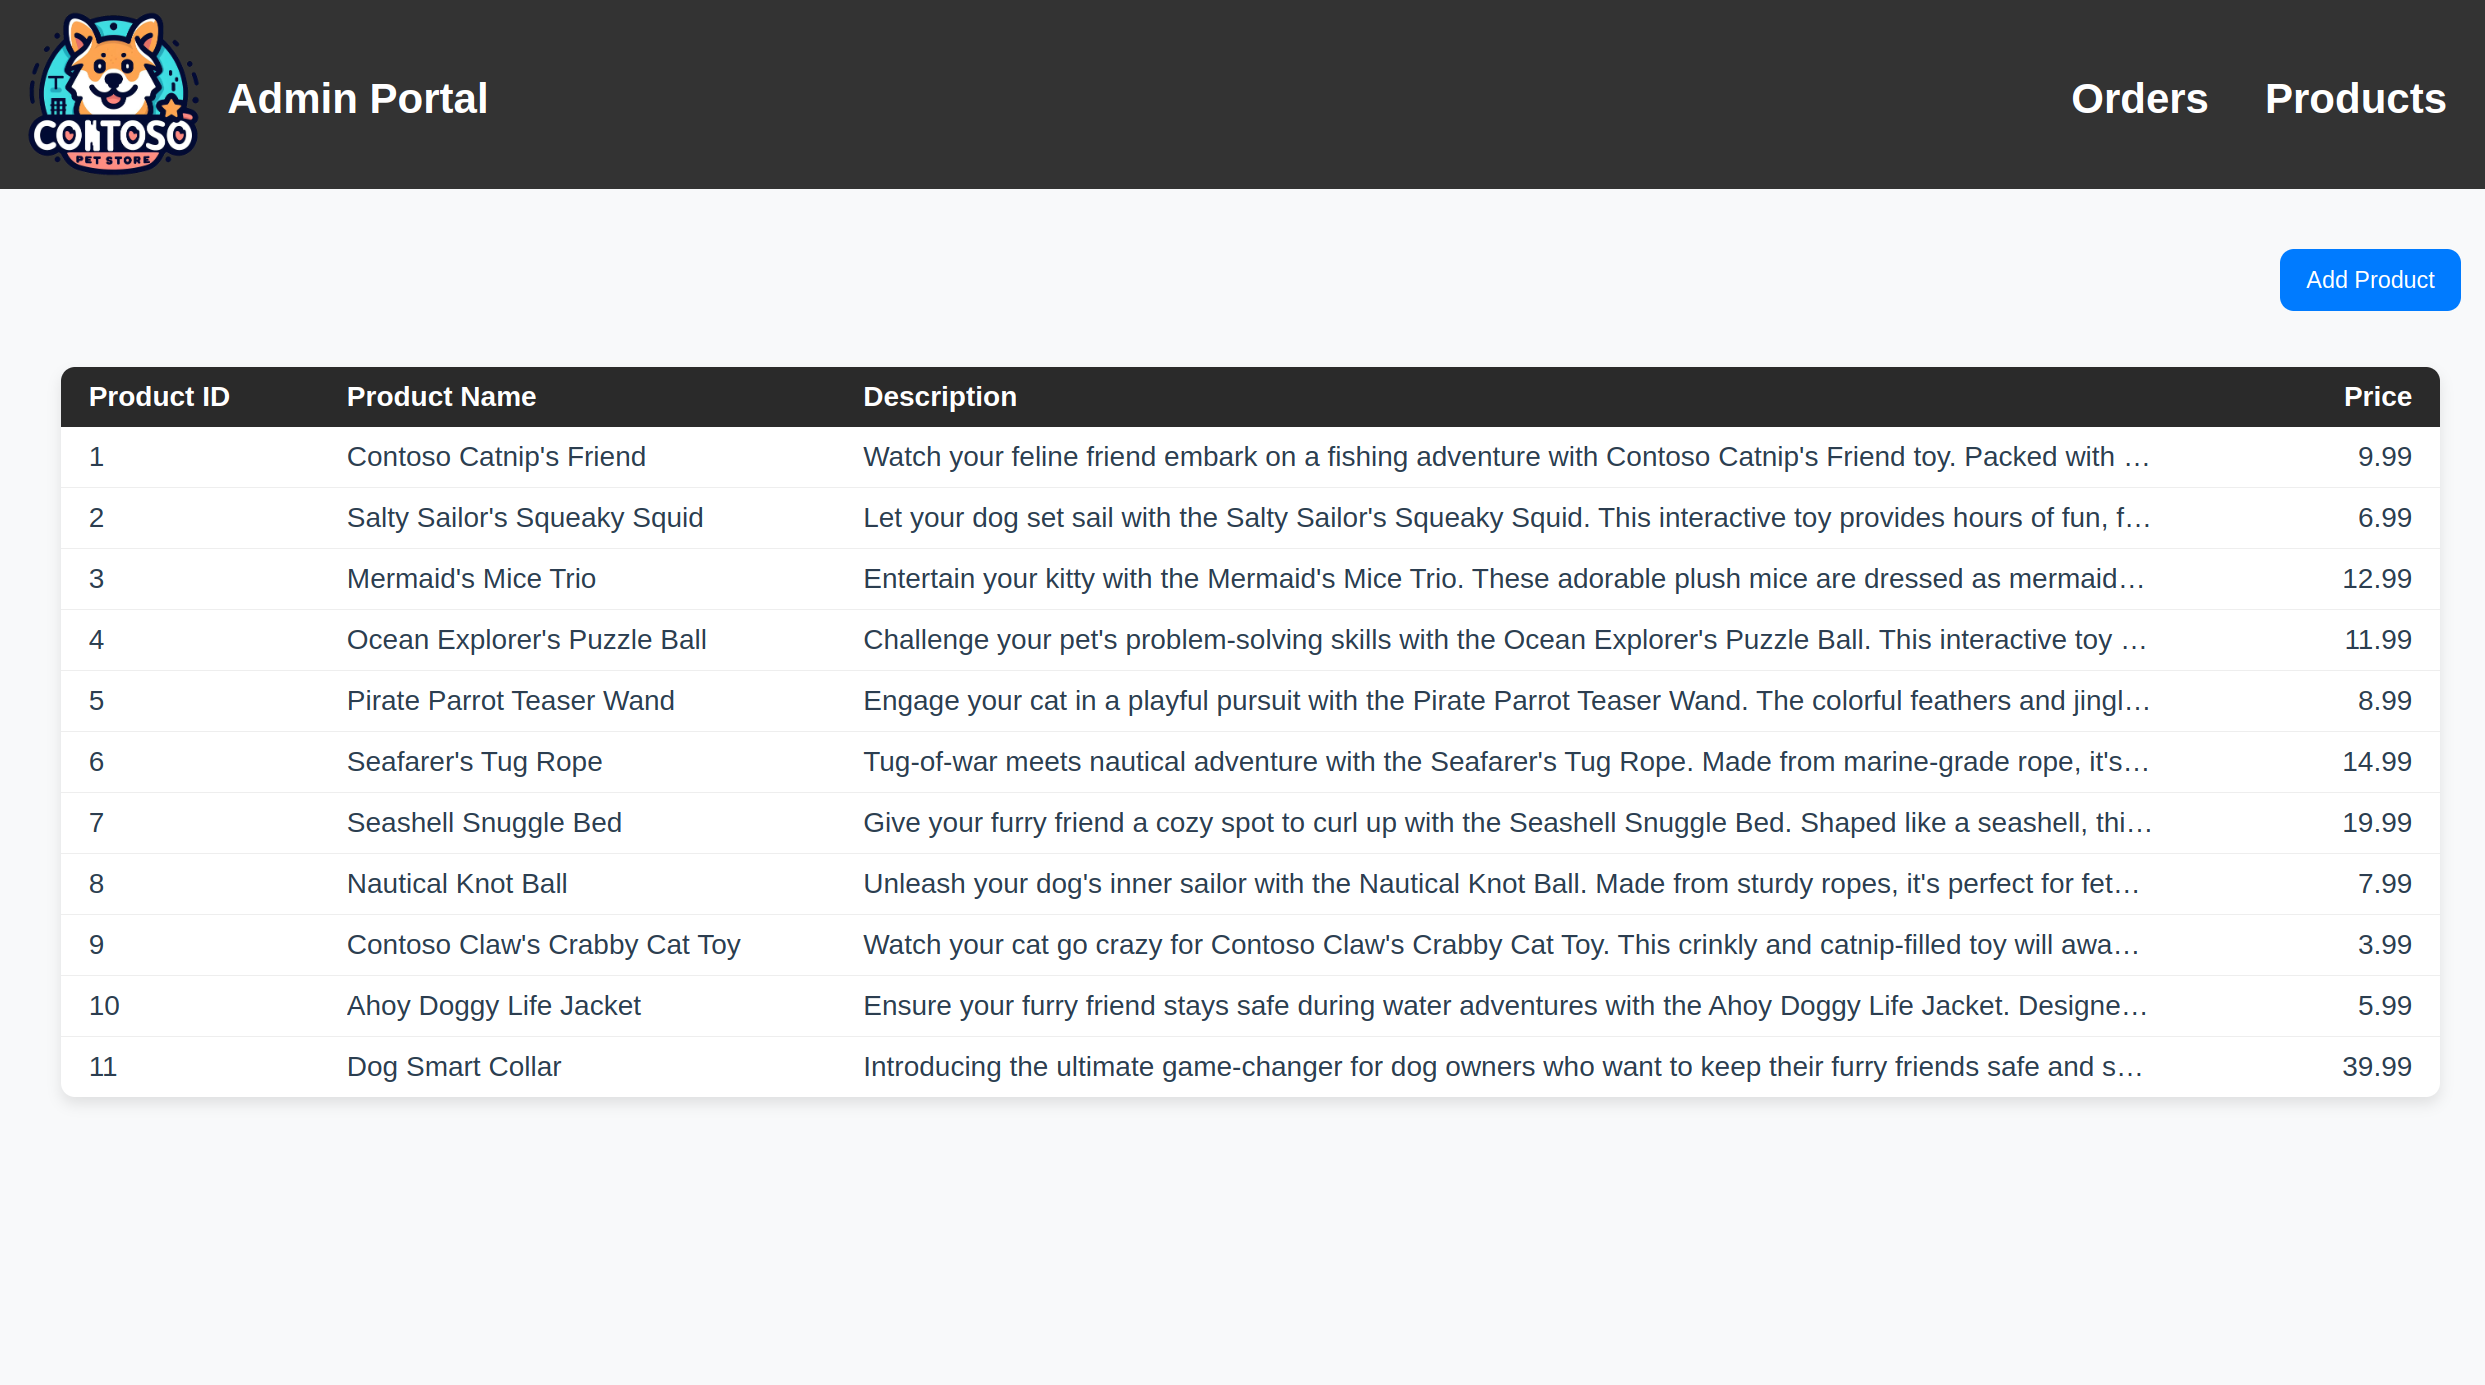 CONTOSO
PET STORE
Admin Portal
Orders Products
Add Product
Product ID Product Name Description Price
1 Contoso Catnip's Friend Watch your feline friend embark on a fishing adventure with Contoso Catnip's Friend toy. Packed with … 9.99
2 Salty Sailor's Squeaky Squid Let your dog set sail with the Salty Sailor's Squeaky Squid. This interactive toy provides hours of fun, f… 6.99
3 Mermaid's Mice Trio Entertain your kitty with the Mermaid's Mice Trio. These adorable plush mice are dressed as mermaid… 12.99
4 Ocean Explorer's Puzzle Ball Challenge your pet's problem-solving skills with the Ocean Explorer's Puzzle Ball. This interactive toy … 11.99
5 Pirate Parrot Teaser Wand Engage your cat in a playful pursuit with the Pirate Parrot Teaser Wand. The colorful feathers and jingl… 8.99
6 Seafarer's Tug Rope Tug-of-war meets nautical adventure with the Seafarer's Tug Rope. Made from marine-grade rope, it's… 14.99
7 Seashell Snuggle Bed Give your furry friend a cozy spot to curl up with the Seashell Snuggle Bed. Shaped like a seashell, thi… 19.99
8 Nautical Knot Ball Unleash your dog's inner sailor with the Nautical Knot Ball. Made from sturdy ropes, it's perfect for fet… 7.99
9 Contoso Claw's Crabby Cat Toy Watch your cat go crazy for Contoso Claw's Crabby Cat Toy. This crinkly and catnip-filled toy will awa… 3.99
10 Ahoy Doggy Life Jacket Ensure your furry friend stays safe during water adventures with the Ahoy Doggy Life Jacket. Designe… 5.99
11 Dog Smart Collar Introducing the ultimate game-changer for dog owners who want to keep their furry friends safe and s… 39.99